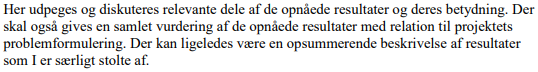 Her udpeges og diskuteres relevante dele af de opnåede resultater og deres betydning. Der
skal også gives en samlet vurdering af de opnåede resultater med relation til projektets
problemformulering. Der kan ligeledes være en opsummerende beskrivelse af resultater
som I er særligt stolte af.